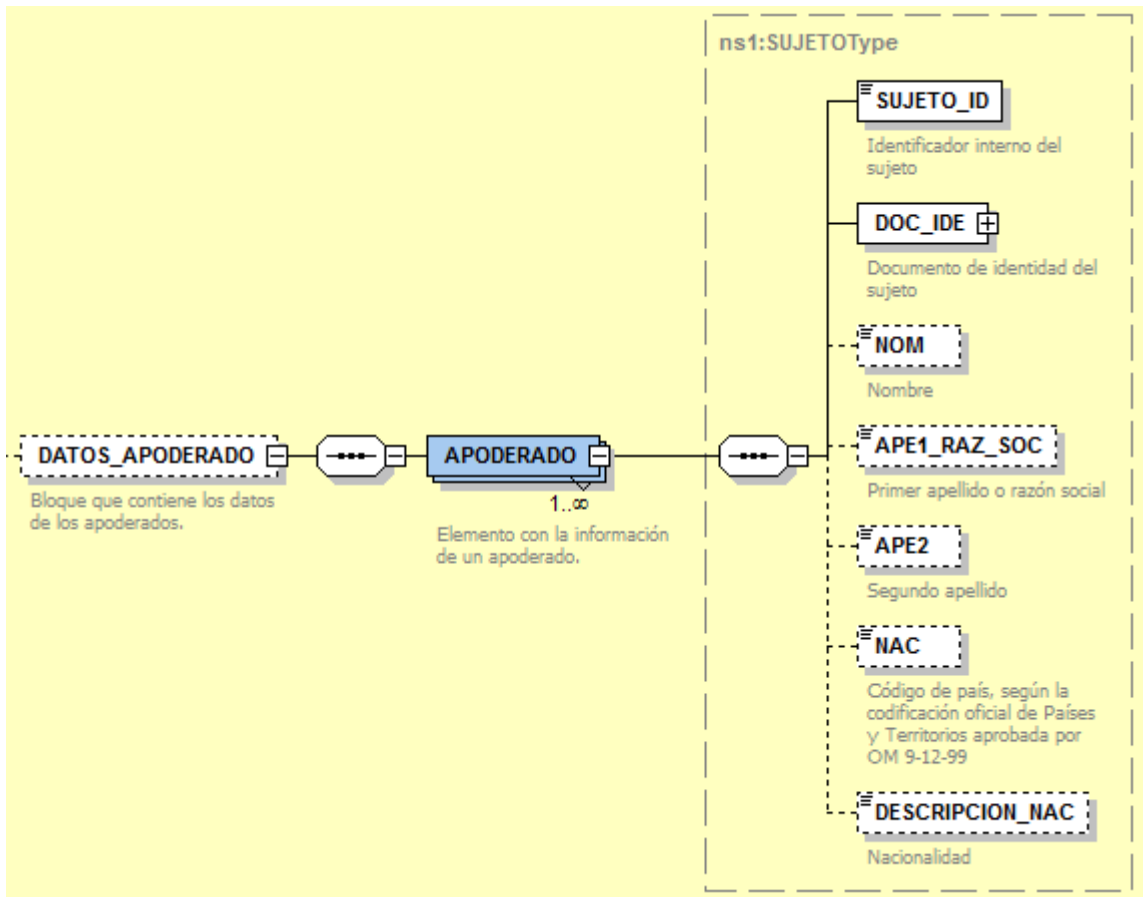 ns1:SUJETOType
SUJETO_ID
Identificador interno del
sujeto
DOC_IDE
Documento de identidad del
sujeto
NOM
Nombre
DATOS_APODERADO
Bloque que contiene los datos
de los apoderados.
APODERADO
1..∞
Elemento con la información
de un apoderado.
APE1_RAZ_SOC
Primer apellido o razón social
APE2
Segundo apellido
NAC
Código de país, según la
codificación oficial de Países
y Territorios aprobada por
OM 9-12-99
DESCRIPCION_NAC
Nacionalidad